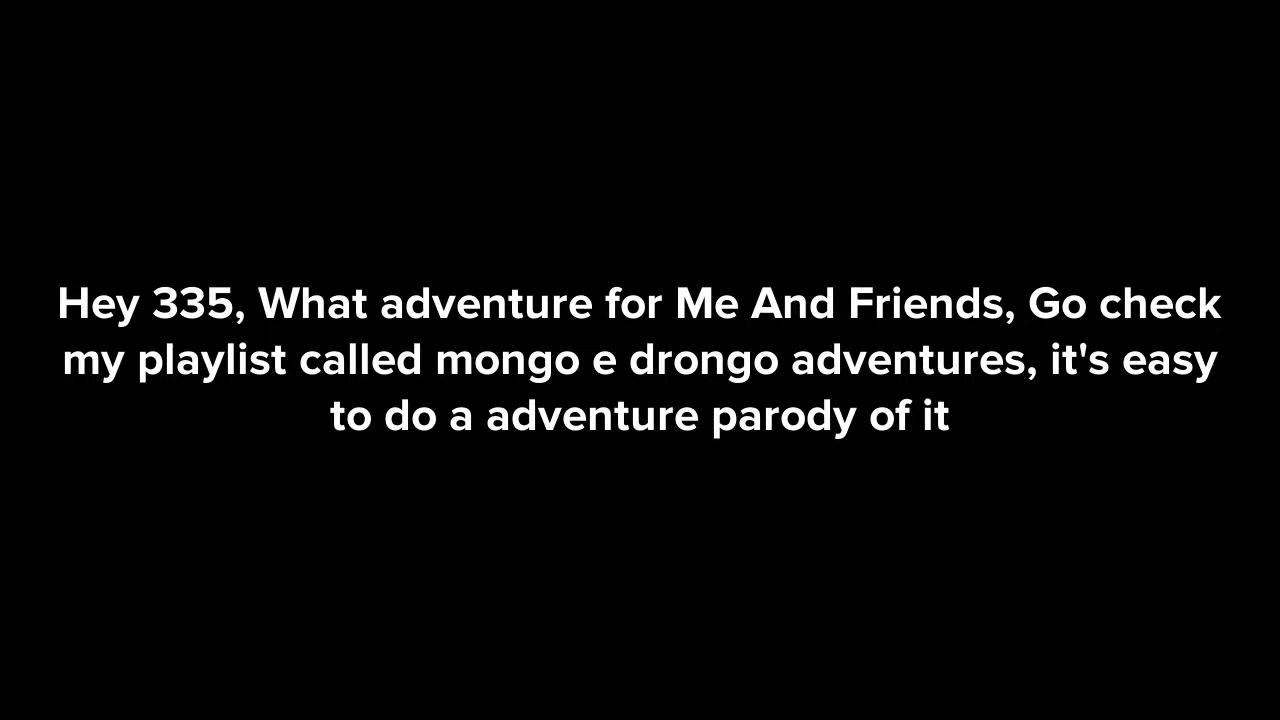 Hey 335, What adventure for Me And Friends, Go check
my playlist called mongo e drongo adventures, it's easy
to do a adventure parody of it